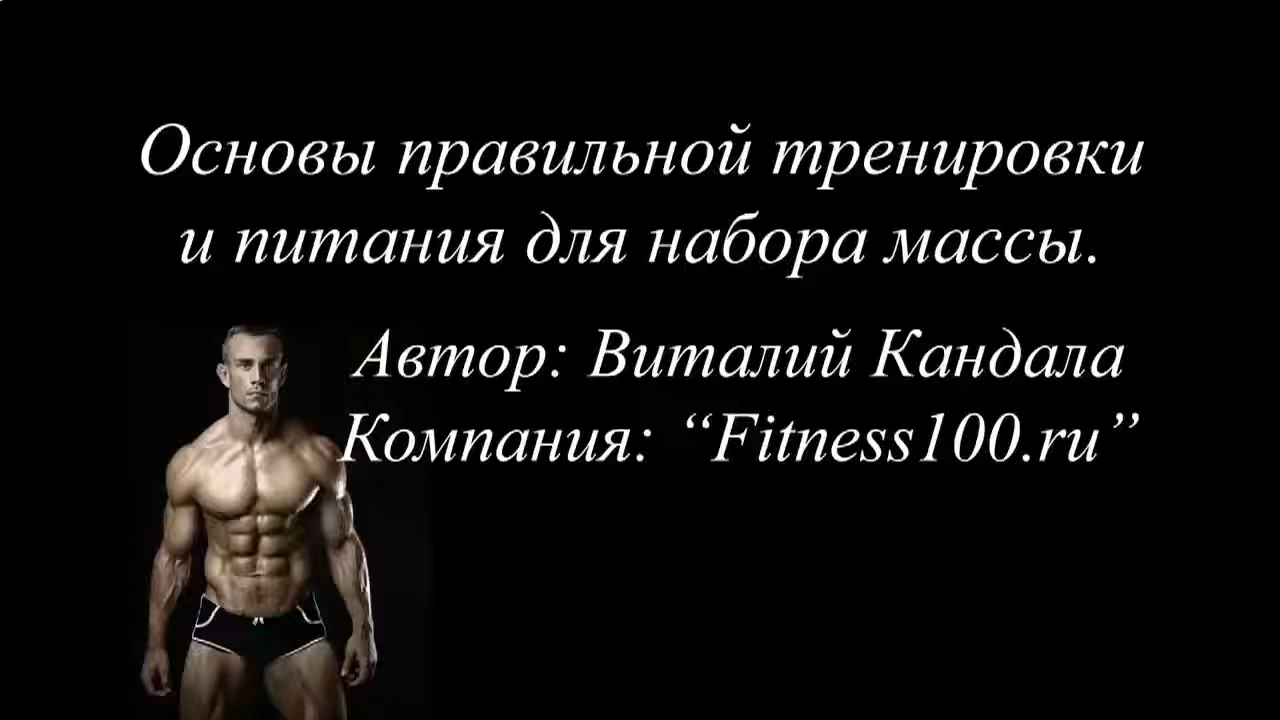 Основы правильной тренировки
и питания для набора массы.
Автор: Виталий Кандала
Компания: “Fitness100.ru”